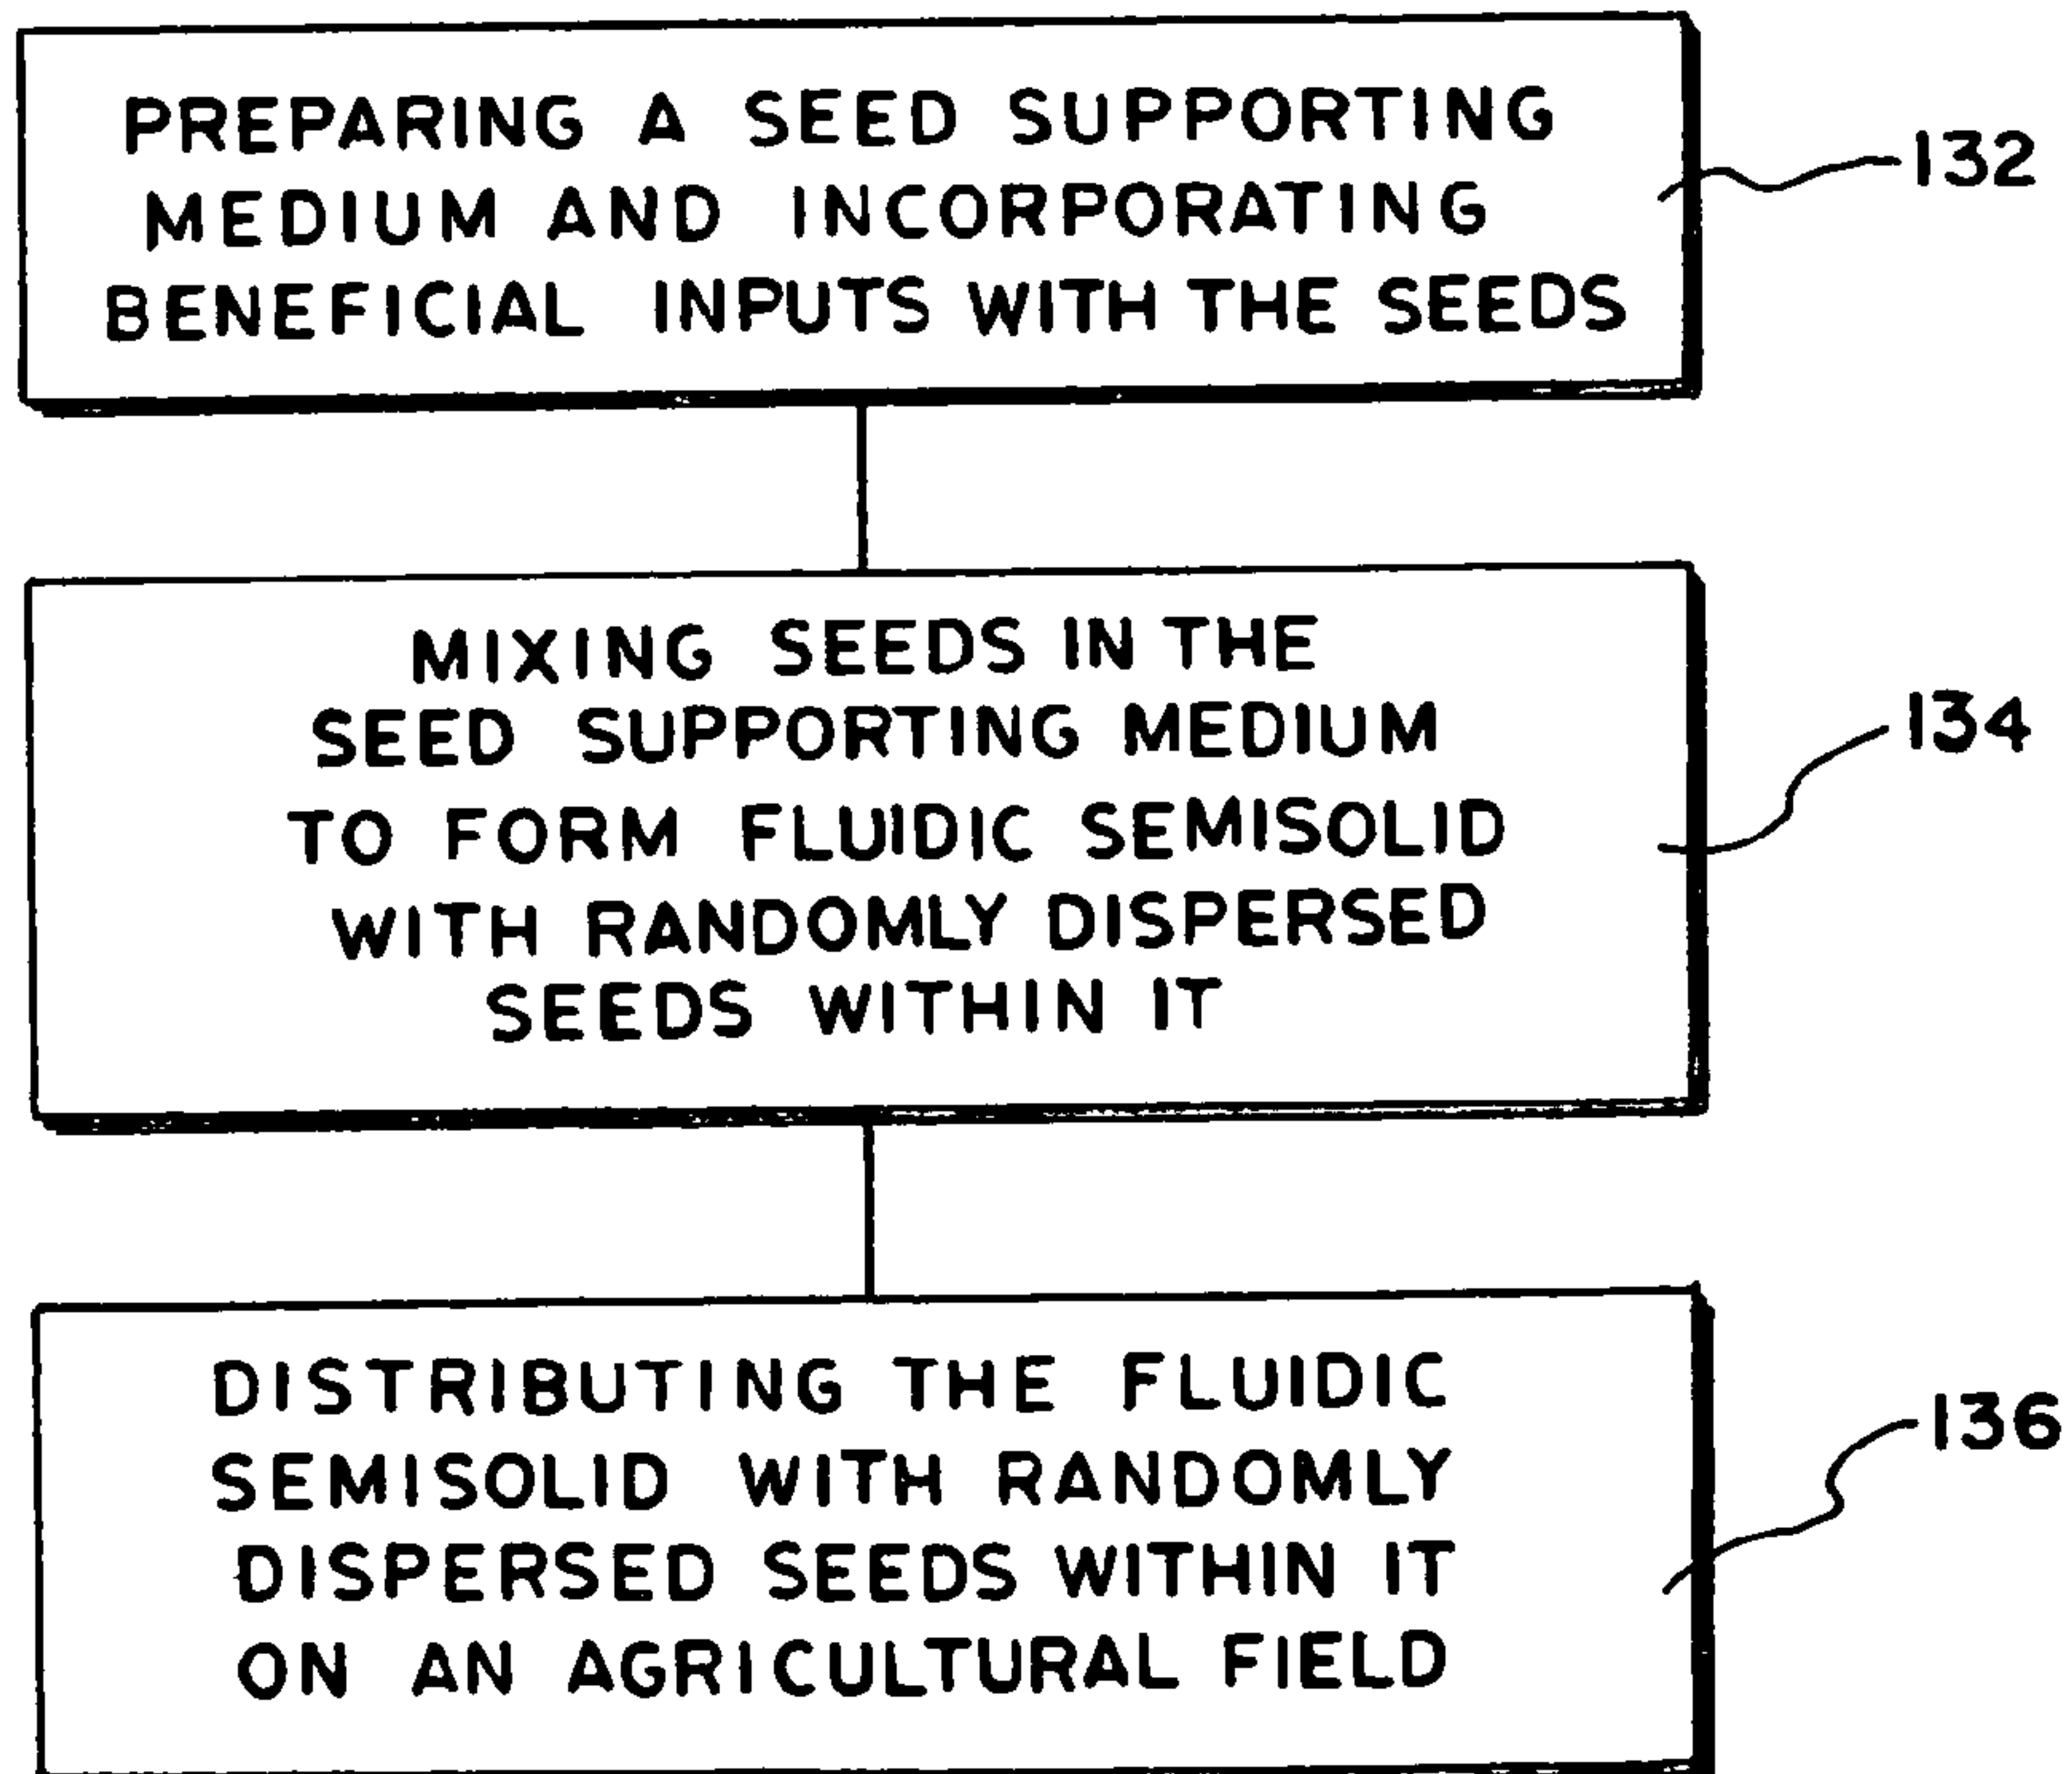 PREPARING A SEED SUPPORTING
MEDIUM AND INCORPORATING
BENEFICIAL INPUTS WITH THE SEEDS
132
MIXING SEEDS IN THE
SEED SUPPORTING MEDIUM
TO FORM FLUIDIC SEMISOLID
WITH RANDOMLY DISPERSED
SEEDS WITHIN IT
134
DISTRIBUTING THE FLUIDIC
SEMISOLID WITH RANDOMLY
DISPERSED SEEDS WITHIN IT
ON AN AGRICULTURAL FIELD
136